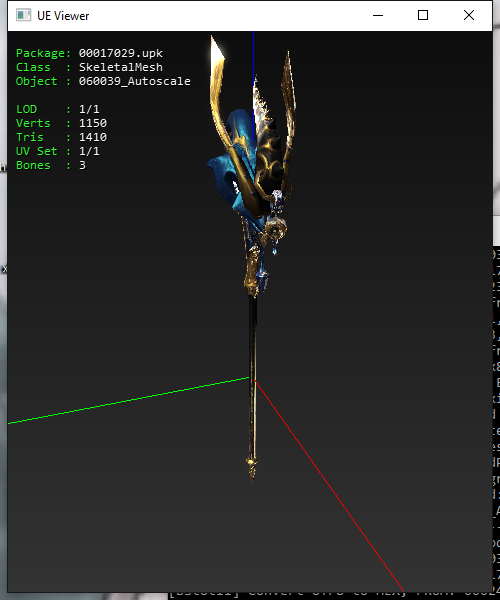 UE Viewer
Package: 00017029.upk
Class : SkeletalMesh
Object : 060039_Autoscale
LOD : 1/1
Verts : 1150
Tris : 1410
UV Set : 1/1
Bones : 3